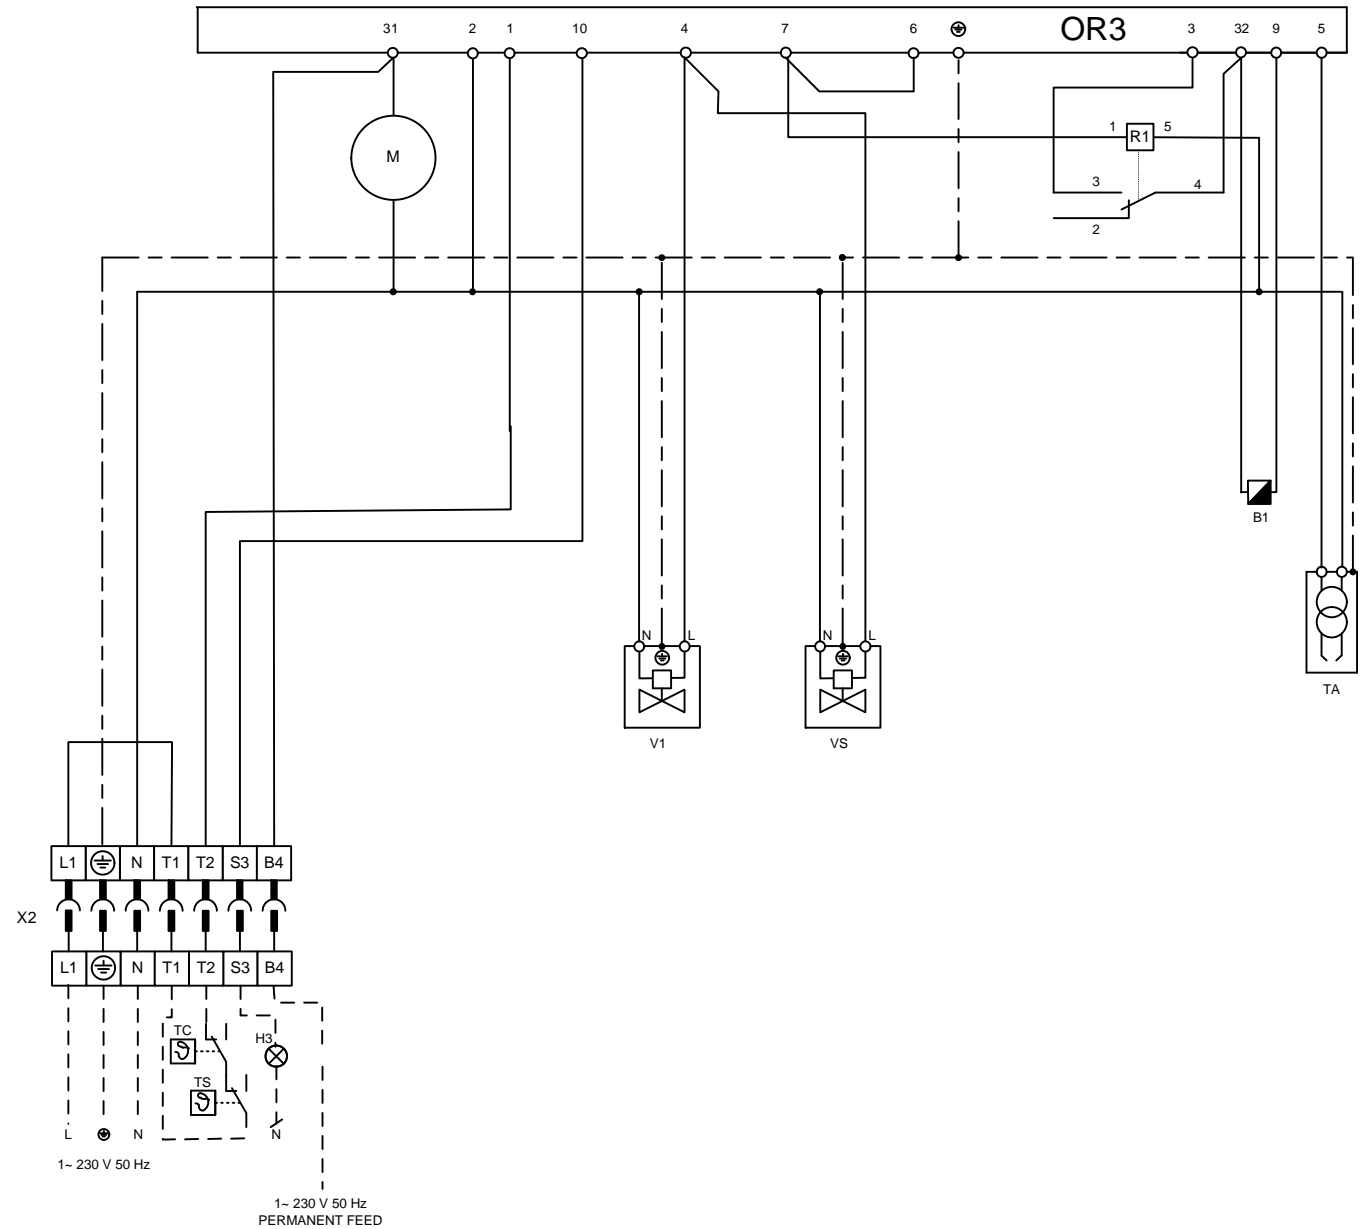 31 2 1 10 4 7 6 OR3 3 32 9 5
M
1 R1 5
3 4
2
B1
N L N L
V1 VS TA
L1 N T1 T2 S3 B4
X2
L1 N T1 T2 S3 B4
TC H3
ϑ
TS
ϑ
L N N
1~ 230 V 50 Hz
1~ 230 V 50 Hz
PERMANENT FEED